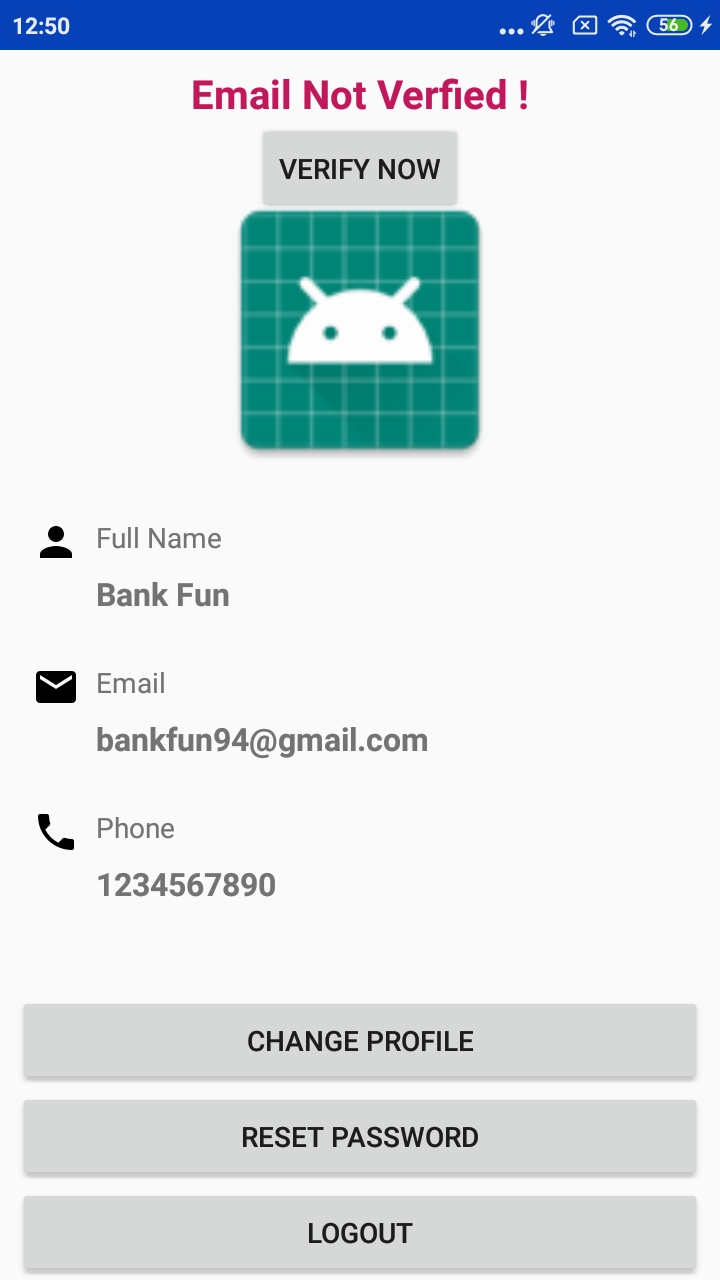 12:50
56
Email Not Verfied !
VERIFY NOW
Full Name
Bank Fun
Email
bankfun94@gmail.com
Phone
1234567890
CHANGE PROFILE
RESET PASSWORD
LOGOUT